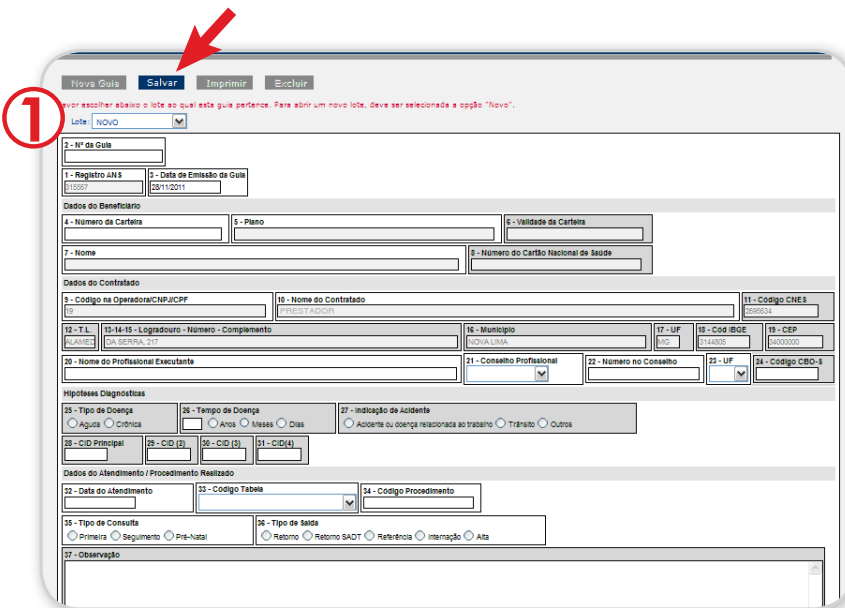 Nova Guia Salvar Imprimir Excluir
avor escolher abaixo o lote ao qual esta guia pertence. Para abrir um novo lote, deve ser selecionada a opção "Novo".
1
Lote: NOVO
2 - Nº da Guia
1 - Registro ANS 3 - Data de Emissão da Guia
315567 28/11/2011
Dados do Beneficiário
4 - Número da Carteira 5 - Plano 6 - Validade da Carteira
7 - Nome 8 - Número do Cartão Nacional de Saúde
Dados do Contratado
9 - Código na Operadora/CNPJ/CPF 10 - Nome do Contratado 11 - Código CNES
19 PRESTADOR 2695634
12 - T.L. 13-14-15 - Logradouro - Número - Complemento 16 - Município 17 - UF 18 - Cód IBGE 19 - CEP
ALAMED DA SERRA, 217 NOVA LIMA MG 3144805 34000000
20 - Nome do Profissional Executante 21 - Conselho Profissional 22 - Número no Conselho 23 - UF 24 - Código CBO-S
Hipóteses Diagnósticas
25 - Tipo de Doença 26 - Tempo de Doença 27 - Indicação de Acidente
Aguda Crônica Anos Meses Dias Acidente ou doença relacionada ao trabalho Trânsito Outros
28 - CID Principal 29 - CID (2) 30 - CID (3) 31 - CID(4)
Dados do Atendimento / Procedimento Realizado
32 - Data do Atendimento 33 - Código Tabela 34 - Código Procedimento
35 - Tipo de Consulta 36 - Tipo de Saída
Primeira Seguimento Pré-Natal Retorno Retorno SADT Referência Internação Alta
37 - Observação